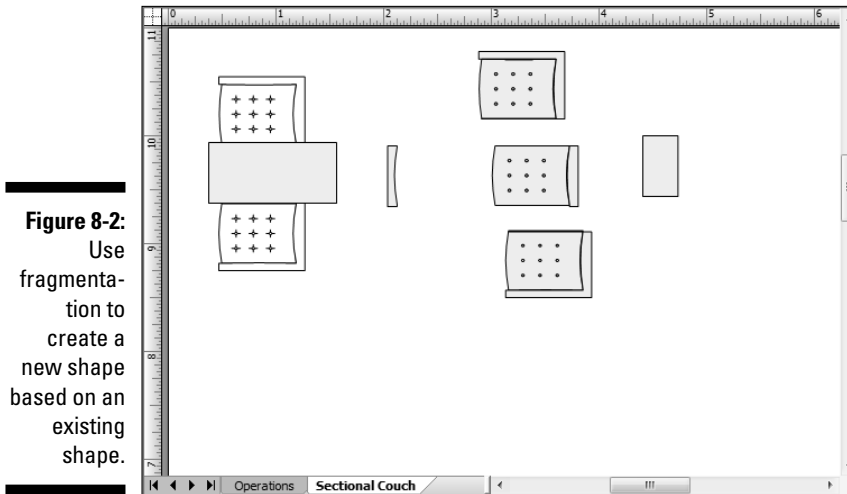 0 1 2 3 4 5 6
11
10
9
8
7
Figure 8-2:
Use
fragmenta-
tion to
create a
new shape
based on an
existing
shape.
Operations Sectional Couch